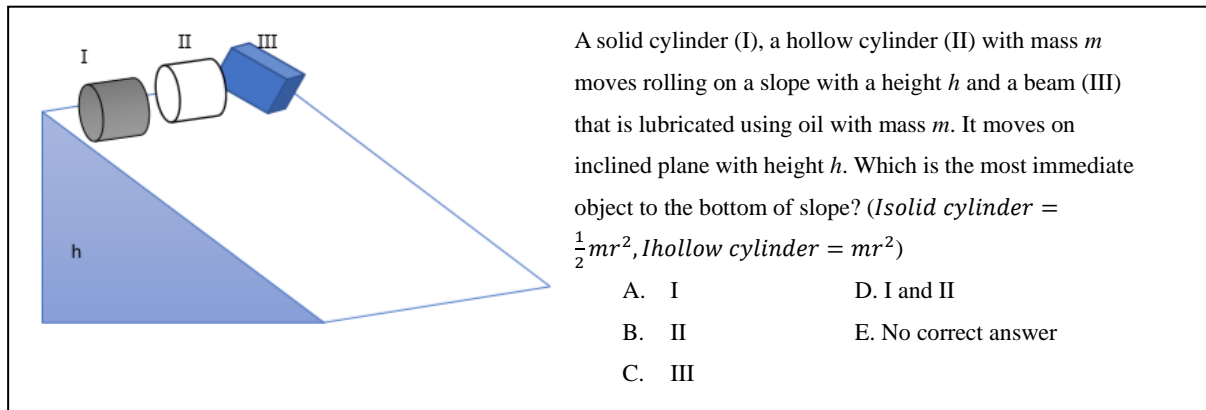 I
II
III
h
A solid cylinder (I), a hollow cylinder (II) with mass m
moves rolling on a slope with a height h and a beam (III)
that is lubricated using oil with mass m. It moves on
inclined plane with height h. Which is the most immediate
object to the bottom of slope? (Isolid cylinder =
1/2 mr², Ihollow cylinder = mr²)
A. I D. I and II
B. II E. No correct answer
C. III